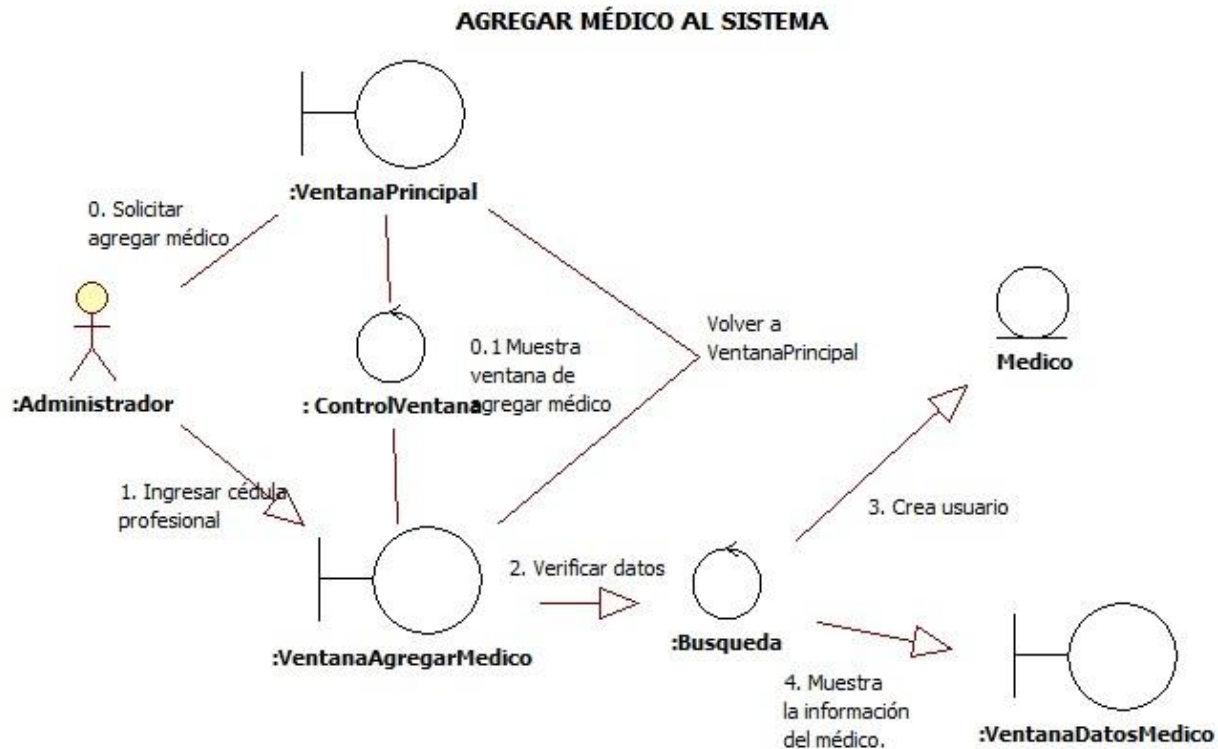 AGREGAR MÉDICO AL SISTEMA
:VentanaPrincipal
0. Solicitar
agregar médico
:Administrador
: ControlVentana
0.1 Muestra
ventana de
agregar médico
Volver a
VentanaPrincipal
Medico
1. Ingresar cédula
profesional
:VentanaAgregarMedico
2. Verificar datos
:Busqueda
3. Crea usuario
4. Muestra
la información
del médico.
:VentanaDatosMedico